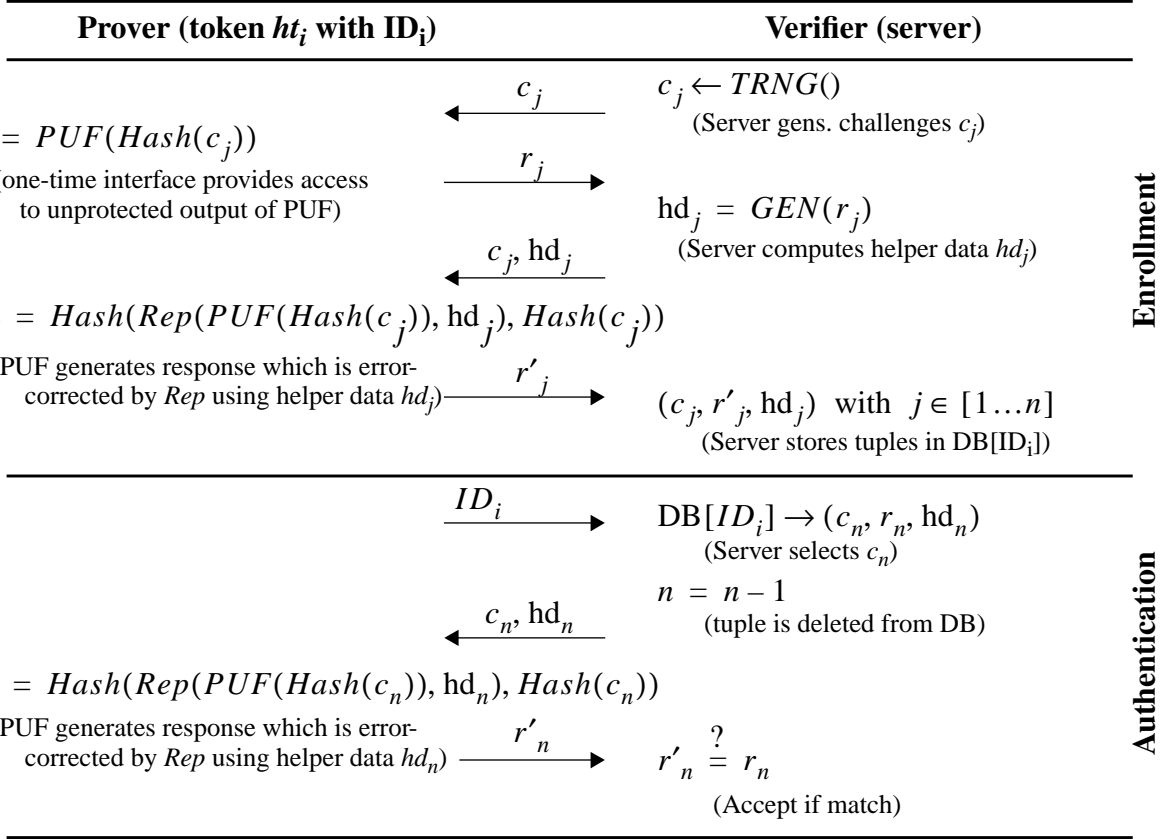 Prover (token ht_i with ID_i) Verifier (server)
c_j ← TRNG()
c_j
(Server gens. challenges c_j)
= PUF(Hash(c_j))
r_j
one-time interface provides access
to unprotected output of PUF)
hd_j = GEN(r_j)
(Server computes helper data hd_j)
c_j, hd_j
= Hash(Rep(PUF(Hash(c_j)), hd_j), Hash(c_j))
PUF generates response which is error-
corrected by Rep using helper data hd_j)
r'_j
(c_j, r'_j, hd_j) with j ∈ [1…n]
(Server stores tuples in DB[ID_i])
Enrollment
ID_i
DB[ID_i] → (c_n, r_n, hd_n)
(Server selects c_n)
n = n – 1
(tuple is deleted from DB)
c_n, hd_n
= Hash(Rep(PUF(Hash(c_n)), hd_n), Hash(c_n))
PUF generates response which is error-
corrected by Rep using helper data hd_n)
r'_n
r'_n ≟ r_n
(Accept if match)
Authentication